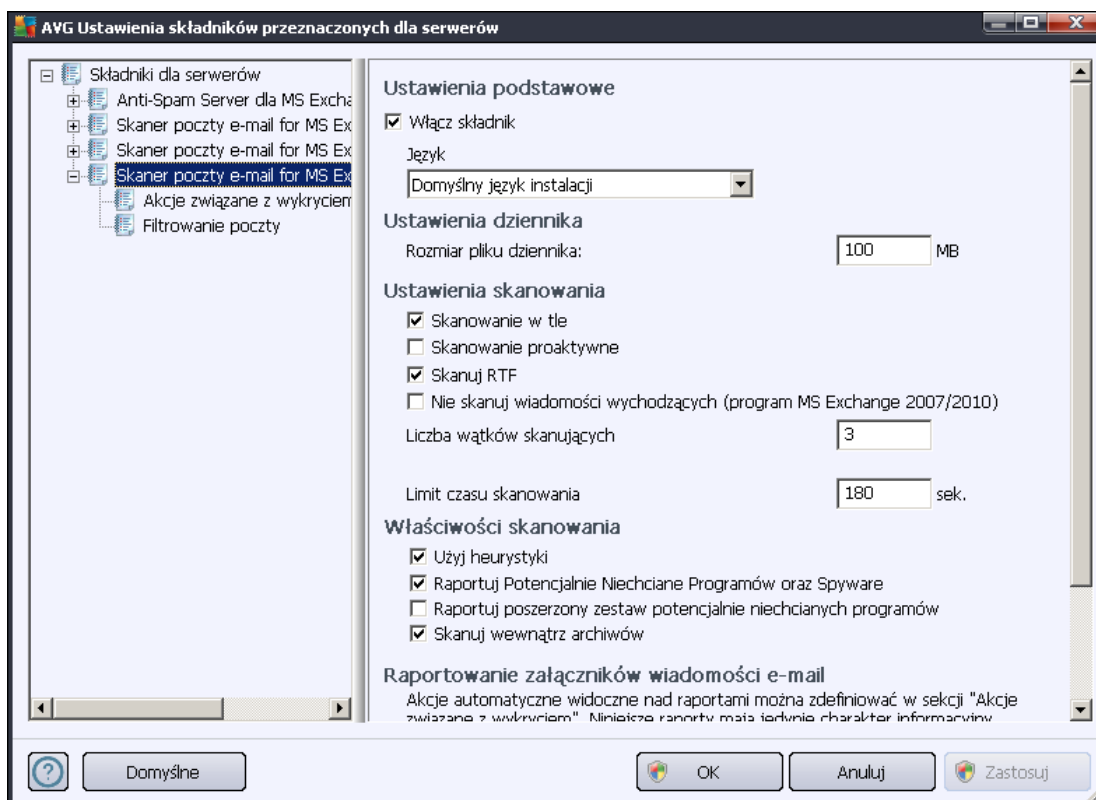 AVG Ustawienia składników przeznaczonych dla serwerów
Składniki dla serwerów
Anti-Spam Server dla MS Excha
Skaner poczty e-mail for MS Ex
Skaner poczty e-mail for MS Ex
Skaner poczty e-mail for MS Ex
Akcje związane z wykryciem
Filtrowanie poczty
Ustawienia podstawowe
Włącz składnik
Język
Domyślny język instalacji
Ustawienia dziennika
Rozmiar pliku dziennika: 100 MB
Ustawienia skanowania
Skanowanie w tle
Skanowanie proaktywne
Skanuj RTF
Nie skanuj wiadomości wychodzących (program MS Exchange 2007/2010)
Liczba wątków skanujących 3
Limit czasu skanowania 180 sek.
Właściwości skanowania
Użyj heurystyki
Raportuj Potencjalnie Niechciane Programów oraz Spyware
Raportuj poszerzony zestaw potencjalnie niechcianych programów
Skanuj wewnątrz archiwów
Raportowanie załączników wiadomości e-mail
Akcje automatyczne widoczne nad raportami można zdefiniować w sekcji "Akcje
związane z wykryciem". Niniejsze raporty mają jedynie charakter informacyjny
? Domyślne OK Anuluj Zastosuj